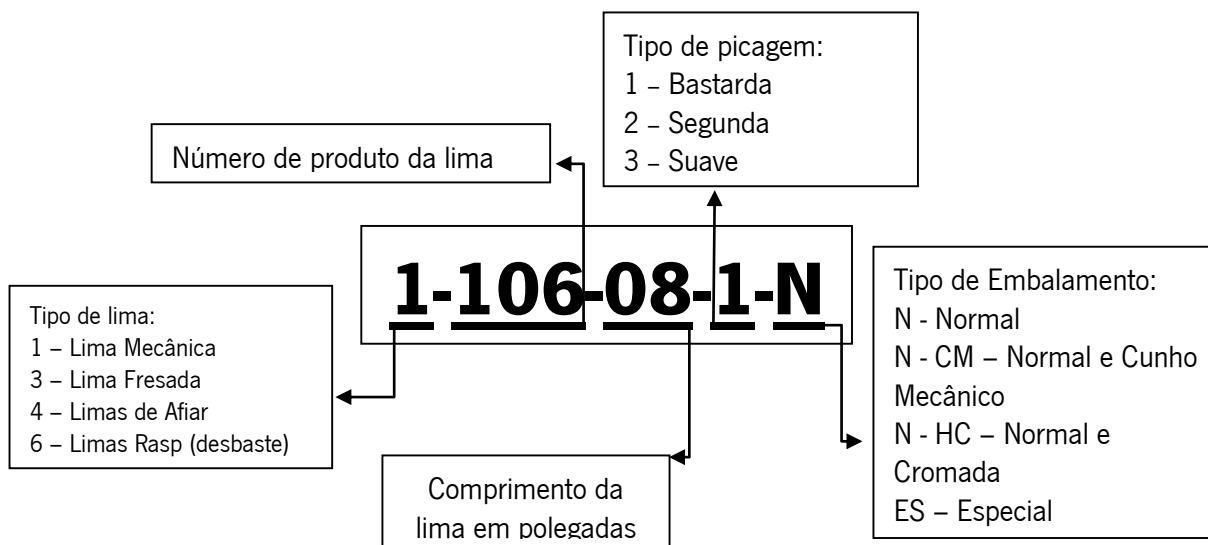 Tipo de picagem:
1 – Bastarda
2 – Segunda
3 – Suave
Número de produto da lima
1-106-08-1-N
Tipo de lima:
1 – Lima Mecânica
3 – Lima Fresada
4 – Limas de Afiar
6 – Limas Rasp (desbaste)
Tipo de Embalamento:
N - Normal
N - CM – Normal e Cunho
Mecânico
N - HC – Normal e
Cromada
ES – Especial
Comprimento da
lima em polegadas